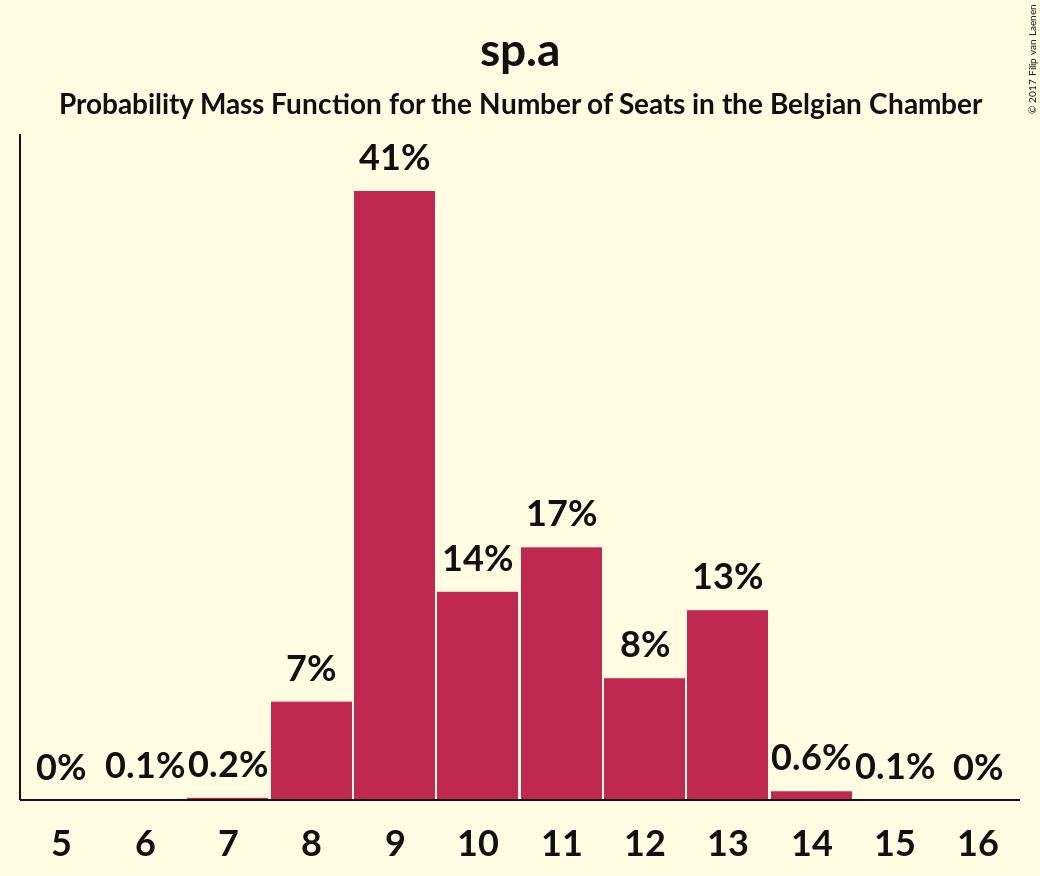 sp.a
Probability Mass Function for the Number of Seats in the Belgian Chamber
© 2017 Filip van Laenen
41%
17%
14%
13%
8%
7%
0.6%
0% 0.1% 0.2% 0.1% 0%
5 6 7 8 9 10 11 12 13 14 15 16